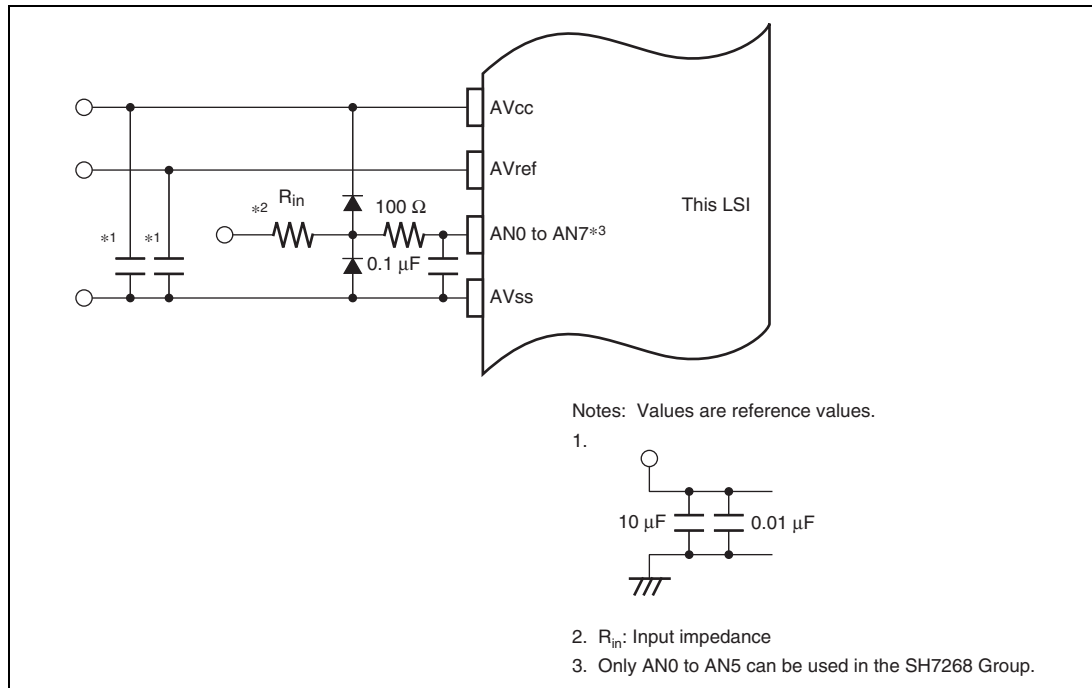 AVcc
AVref
*2 Rin
100 Ω
This LSI
*1 *1
AN0 to AN7*3
0.1 μF
AVss
Notes: Values are reference values.
1.
10 μF 0.01 μF
2. Rin: Input impedance
3. Only AN0 to AN5 can be used in the SH7268 Group.